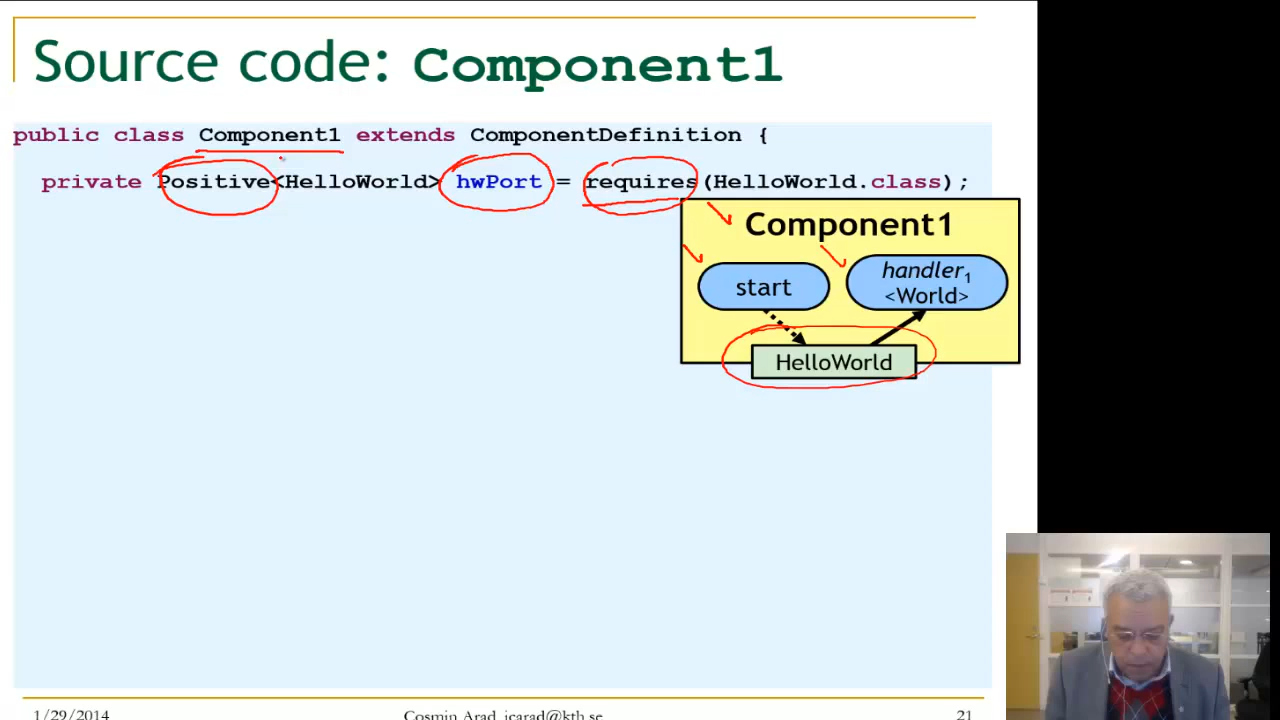 Source code: Component1
public class Component1 extends ComponentDefinition {
private Positive<HelloWorld> hwPort = requires(HelloWorld.class);
Component1
start
handler1
<World>
HelloWorld
1/29/2014
Cosmin Arad, icarad@kth.se
21